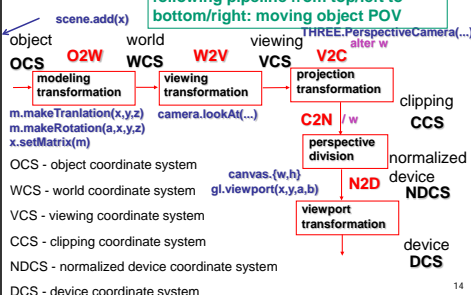 following pipeline from top/left to
bottom/right: moving object POV
scene.add(x)
THREE.PerspectiveCamera(...)
alter w
object
world
viewing
OCS
O2W
WCS
W2V
VCS
V2C
modeling
transformation
viewing
transformation
projection
transformation
clipping
CCS
m.makeTranlation(x,y,z)
m.makeRotation(a,x,y,z)
x.setMatrix(m)
camera.lookAt(...)
C2N
/ w
perspective
division
normalized
device
NDCS
OCS - object coordinate system
canvas.{w,h}
gl.viewport(x,y,a,b)
N2D
WCS - world coordinate system
viewport
transformation
VCS - viewing coordinate system
CCS - clipping coordinate system
device
DCS
NDCS - normalized device coordinate system
DCS - device coordinate system
14